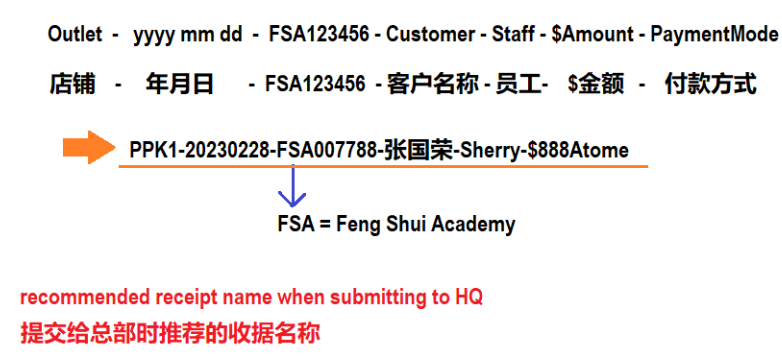 Outlet - yyyy mm dd - FSA123456 - Customer - Staff - $Amount - PaymentMode
店铺 - 年月日 - FSA123456 - 客户名称 - 员工- $金额 - 付款方式
PPK1-20230228-FSA007788-张国荣-Sherry-$888Atome
FSA = Feng Shui Academy
recommended receipt name when submitting to HQ
提交给总部时推荐的收据名称